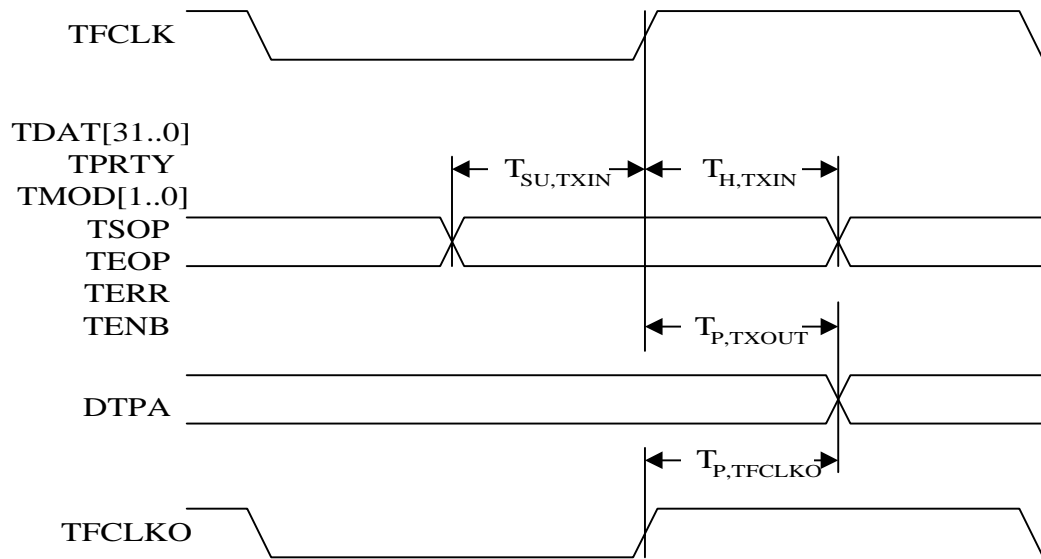 TFCLK
TDAT[31..0]
TPRTY
TMOD[1..0]
TSOP
TEOP
TERR
TENB
T_SU,TXIN
T_H,TXIN
T_P,TXOUT
DTPA
T_P,TFCLKO
TFCLKO